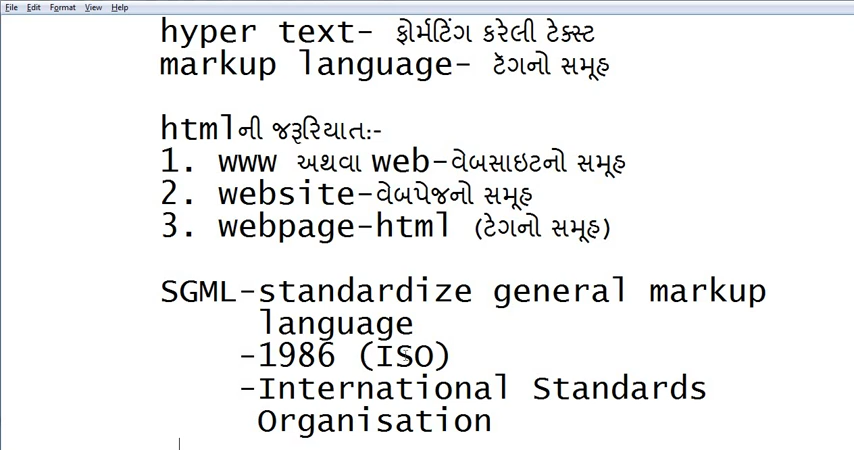 File Edit Format View Help
hyper text- ફોર્મટિંગ કરેલી ટેક્સ્ટ
markup language- ટૅગનો સમૂહ
htmlની જરૂરિયાત:-
1. www અથવા web-વેબસાઇટનો સમૂહ
2. website-વેબપેજનો સમૂહ
3. webpage-html (ટેગનો સમૂહ)
SGML-standardize general markup
language
-1986 (ISO)
-International Standards
Organisation